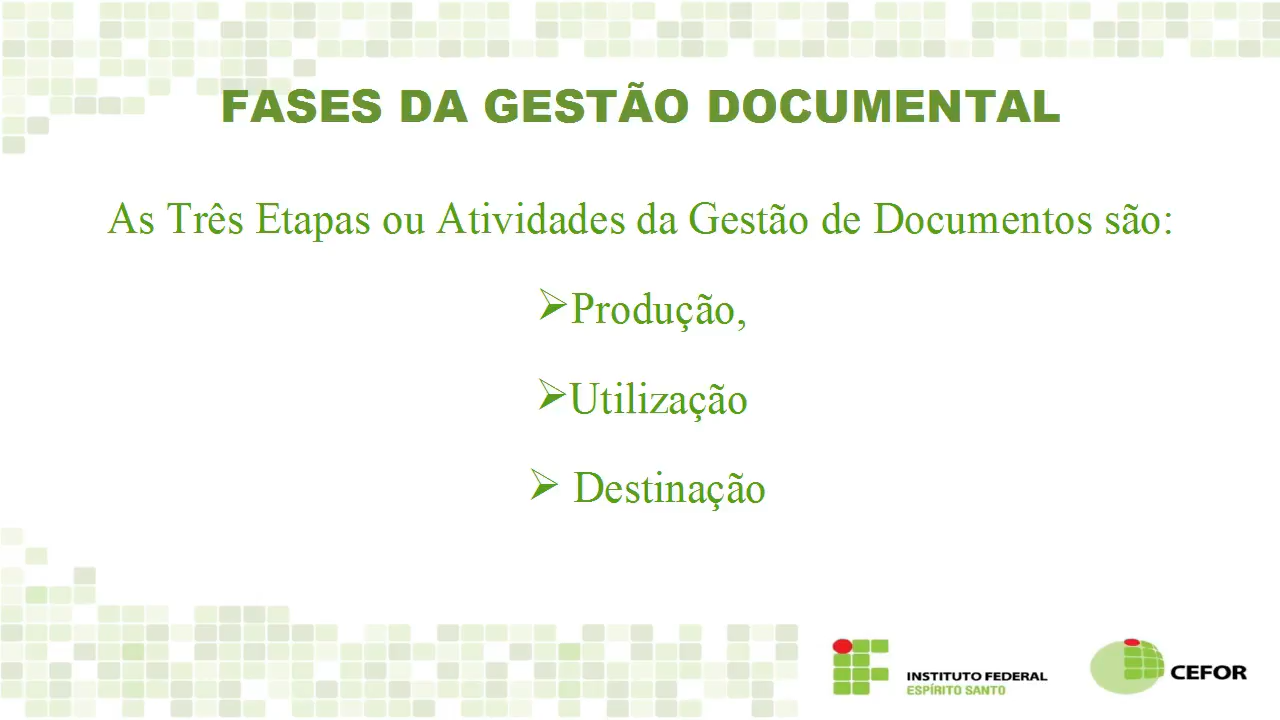 FASES DA GESTÃO DOCUMENTAL
As Três Etapas ou Atividades da Gestão de Documentos são:
➢Produção,
➢Utilização
➢ Destinação
INSTITUTO FEDERAL
ESPÍRITO SANTO
CEFOR